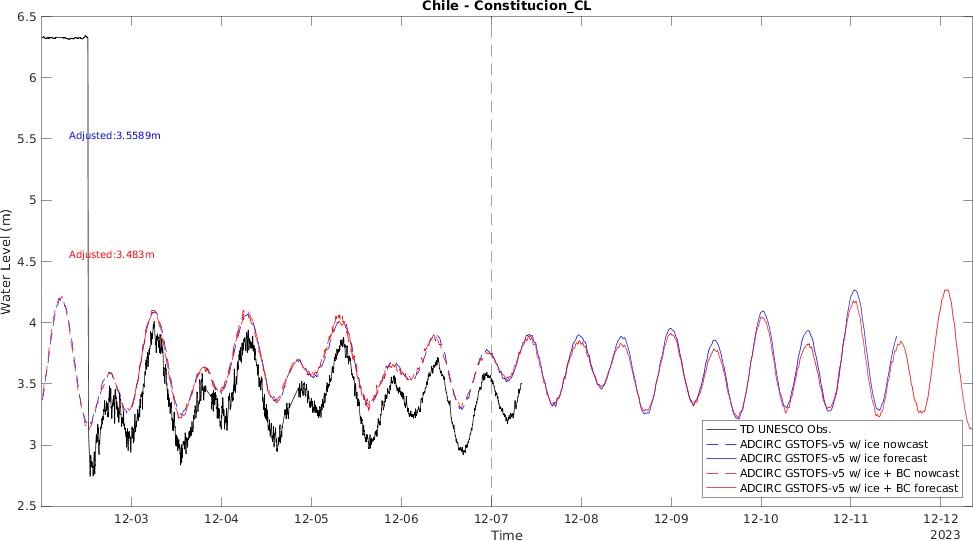 Chile - Constitucion_CL
6.5
6
5.5
5
4.5
4
3.5
3
2.5
Water Level (m)
Adjusted:3.5589m
Adjusted:3.483m
TD UNESCO Obs.
ADCIRC GSTOFS-v5 w/ ice nowcast
ADCIRC GSTOFS-v5 w/ ice forecast
ADCIRC GSTOFS-v5 w/ ice + BC nowcast
ADCIRC GSTOFS-v5 w/ ice + BC forecast
12-03 12-04 12-05 12-06 12-07 12-08 12-09 12-10 12-11 12-12
2023
Time